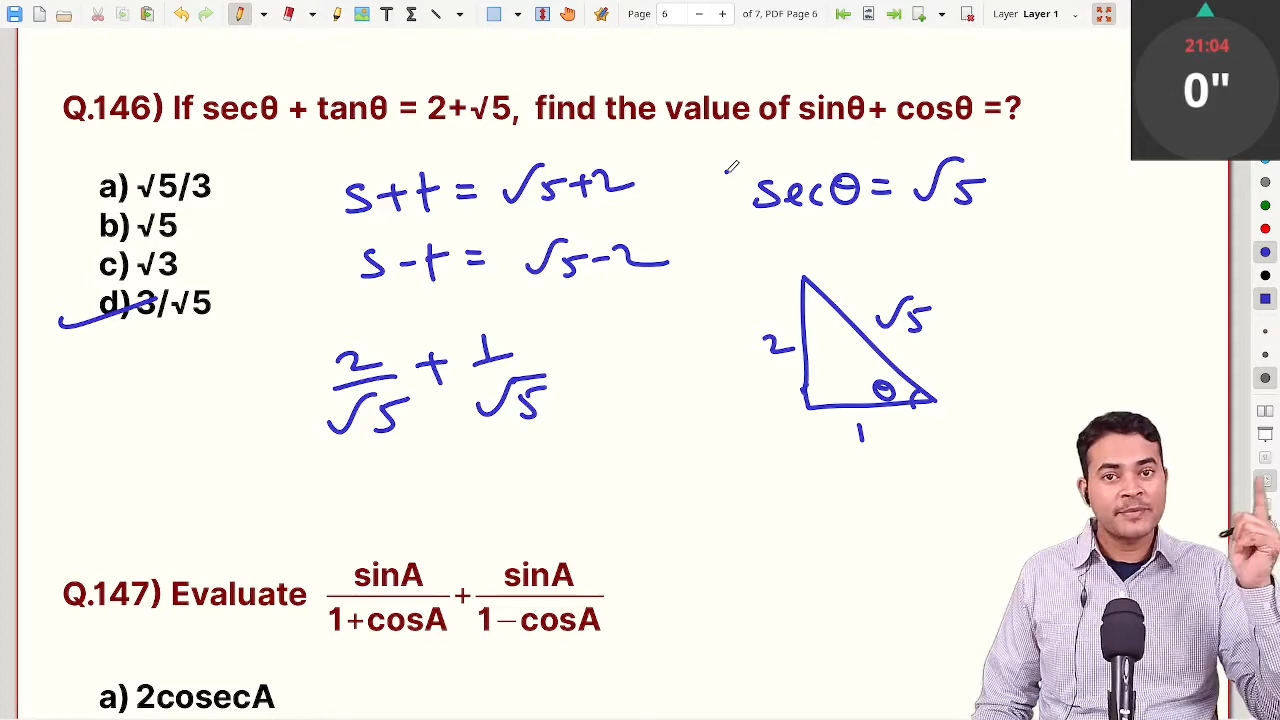 Page 6 of 7 PDF Page 6 Layer Layer 1
21:04
0"
Q.146) If secθ + tanθ = 2+√5, find the value of sinθ+ cosθ =?
a) √5/3
b) √5
c) √3
d) 3/√5
s+t = √5+2
s-t = √5-2
2/√5 + 1/√5
secθ = √5
2
√5
θ
1
Q.147) Evaluate sinA/1+cosA + sinA/1−cosA
a) 2cosecA